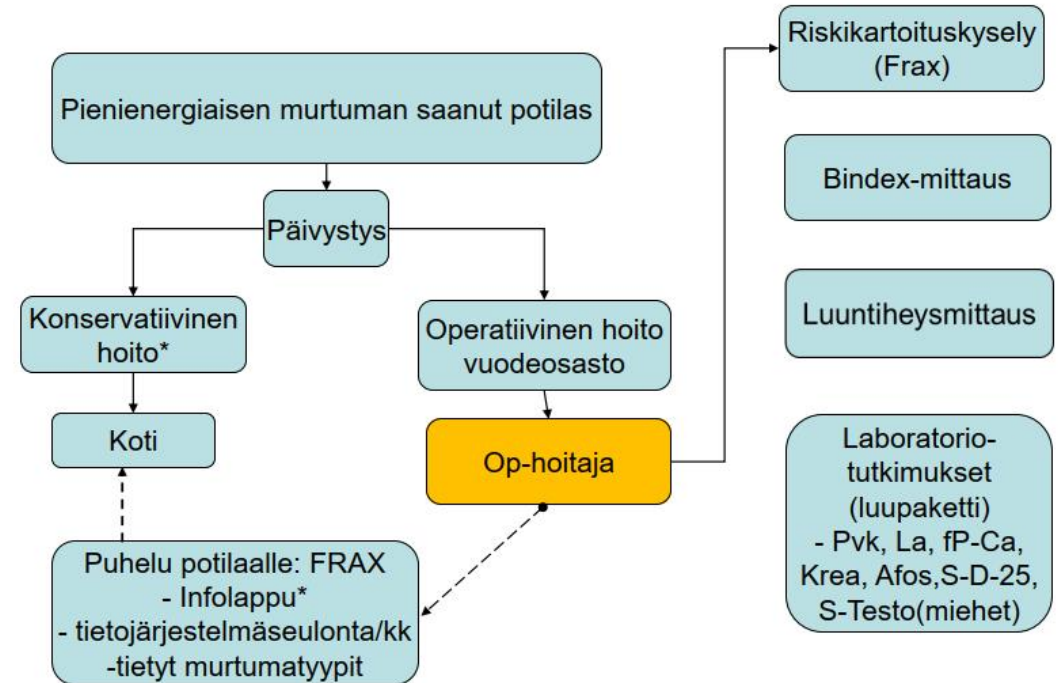 Pienienergiaisen murtuman saanut potilas
Päivystys
Konservatiivinen
hoito*
Koti
Operatiivinen hoito
vuodeosasto
Op-hoitaja
Puhelu potilaalle: FRAX
- Infolappu*
- tietojärjestelmäseulonta/kk
-tietyt murtumatyypit
Riskikartoituskysely
(Frax)
Bindex-mittaus
Luuntiheysmittaus
Laboratorio-
tutkimukset
(luupaketti)
- Pvk, La, fP-Ca,
Krea, Afos,S-D-25,
S-Testo(miehet)